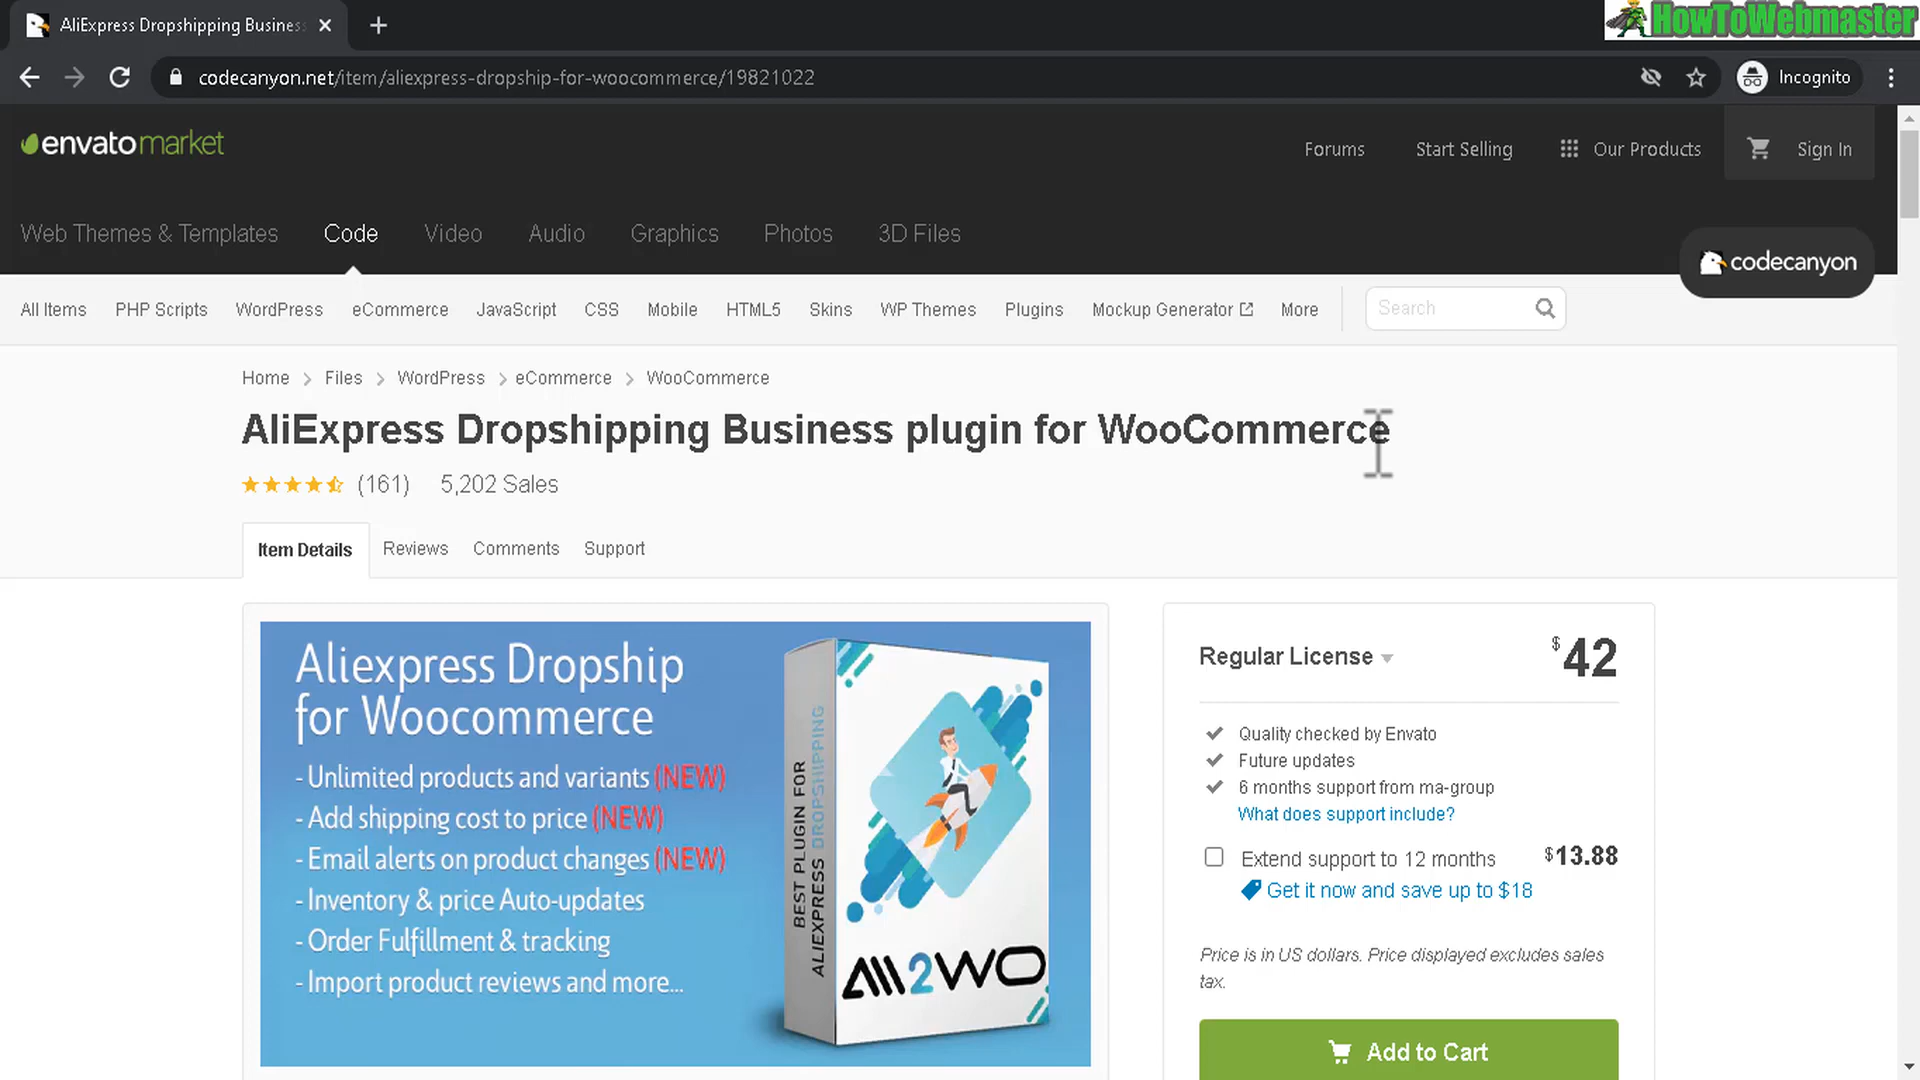 AliExpress Dropshipping Busines
HowToWebmaster
codecanyon.net/item/aliexpress-dropship-for-woocommerce/19821022
Incognito
envatomarket
Forums
Start Selling
Our Products
Sign In
Web Themes & Templates
Code
Video
Audio
Graphics
Photos
3D Files
codecanyon
All Items
PHP Scripts
WordPress
eCommerce
JavaScript
CSS
Mobile
HTML5
Skins
WP Themes
Plugins
Mockup Generator
More
Search
Home
Files
WordPress
eCommerce
WooCommerce
AliExpress Dropshipping Business plugin for WooCommerce
(161)
5,202 Sales
Item Details
Reviews
Comments
Support
Aliexpress Dropship
for Woocommerce
- Unlimited products and variants (NEW)
- Add shipping cost to price (NEW)
- Email alerts on product changes (NEW)
- Inventory & price Auto-updates
- Order Fulfillment & tracking
- Import product reviews and more...
BEST PLUGIN FOR
ALIEXPRESS DROPSHIPPING
Ali2WO
Regular License
$42
Quality checked by Envato
Future updates
6 months support from ma-group
What does support include?
Extend support to 12 months
$13.88
Get it now and save up to $18
Price is in US dollars. Price displayed excludes sales
tax.
Add to Cart